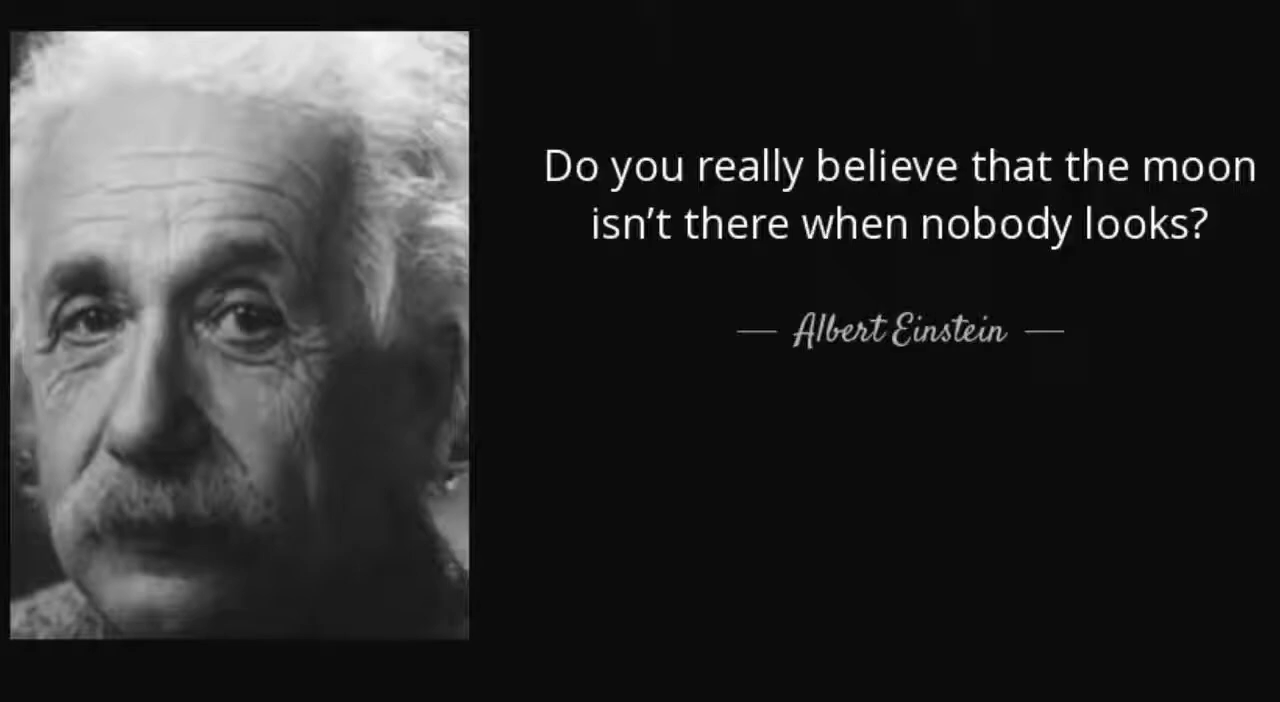 Do you really believe that the moon
isn’t there when nobody looks?
Albert Einstein